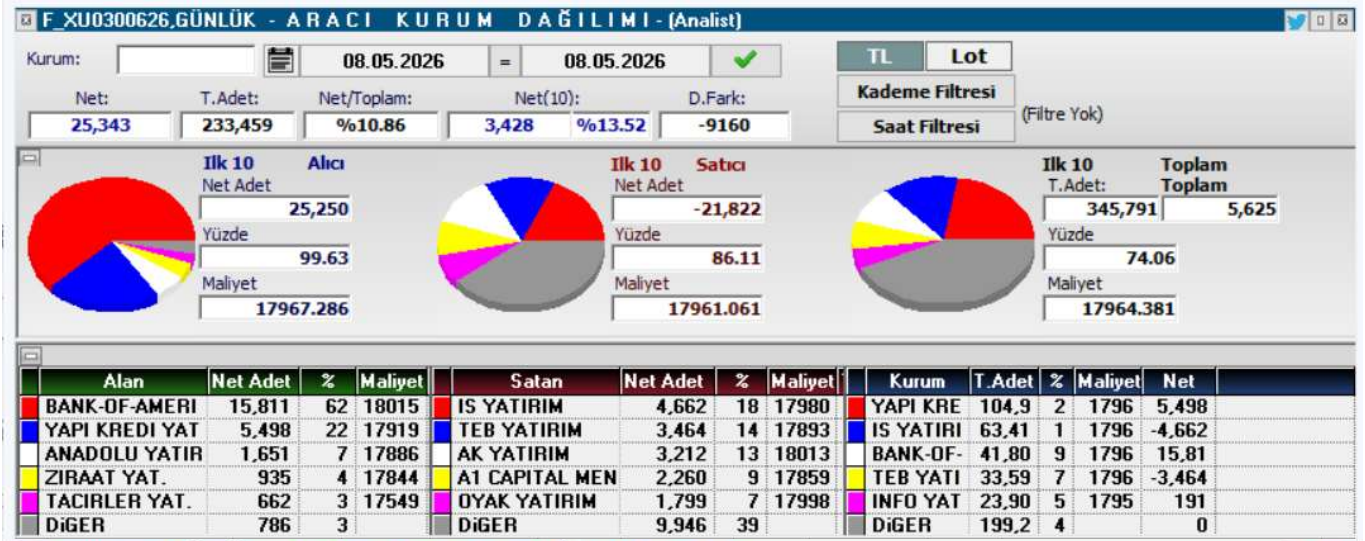 F_XU0300626,GÜNLÜK - ARACI KURUM DAĞILIMI - (Analist)
Kurum: 08.05.2026 = 08.05.2026 TL Lot
Kademe Filtresi
Net: T.Adet: Net/Toplam: Net(10): D.Fark:
25,343 233,459 %10.86 3,428 %13.52 -9160 Saat Filtresi (Filtre Yok)
Ilk 10 Alıcı Ilk 10 Satıcı Ilk 10 Toplam
Net Adet Net Adet T.Adet: Toplam
25,250 -21,822 345,791 5,625
Yüzde Yüzde Yüzde
99.63 86.11 74.06
Maliyet Maliyet Maliyet
17967.286 17961.061 17964.381
Alan Net Adet % Maliyet Satan Net Adet % Maliyet Kurum T.Adet % Maliyet Net
BANK-OF-AMERI 15,811 62 18015 IS YATIRIM 4,662 18 17980 YAPI KRE 104,9 2 1796 5,498
YAPI KREDI YAT 5,498 22 17919 TEB YATIRIM 3,464 14 17893 IS YATIRI 63,41 1 1796 -4,662
ANADOLU YATIR 1,651 7 17886 AK YATIRIM 3,212 13 18013 BANK-OF- 41,80 9 1796 15,81
ZIRAAT YAT. 935 4 17844 A1 CAPITAL MEN 2,260 9 17859 TEB YATI 33,59 7 1796 -3,464
TACIRLER YAT. 662 3 17549 OYAK YATIRIM 1,799 7 17998 INFO YAT 23,90 5 1795 191
DiGER 786 3 DiGER 9,946 39 DiGER 199,2 4 0